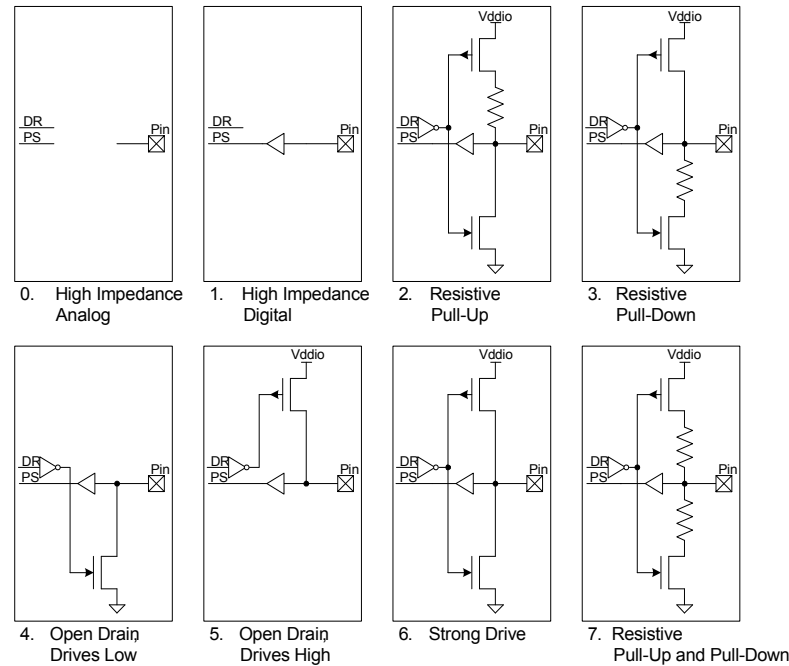 Vddio
Vddio
DR
PS
Pin
DR
PS
Pin
DR
PS
Pin
DR
PS
Pin
0. High Impedance
Analog
1. High Impedance
Digital
2. Resistive
Pull-Up
3. Resistive
Pull-Down
Vddio
Vddio
Vddio
DR
PS
Pin
DR
PS
Pin
DR
PS
Pin
DR
PS
Pin
4. Open Drain,
Drives Low
5. Open Drain,
Drives High
6. Strong Drive
7. Resistive
Pull-Up and Pull-Down